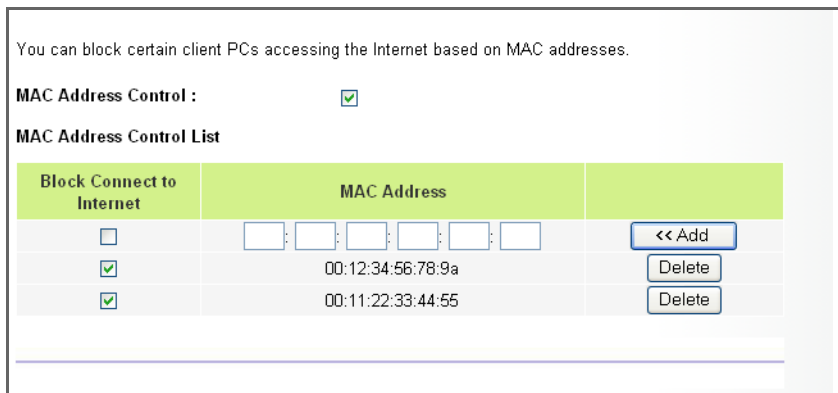 You can block certain client PCs accessing the Internet based on MAC addresses.
MAC Address Control :
MAC Address Control List
Block Connect to Internet
MAC Address
: : : : :
<< Add
00:12:34:56:78:9a
Delete
00:11:22:33:44:55
Delete